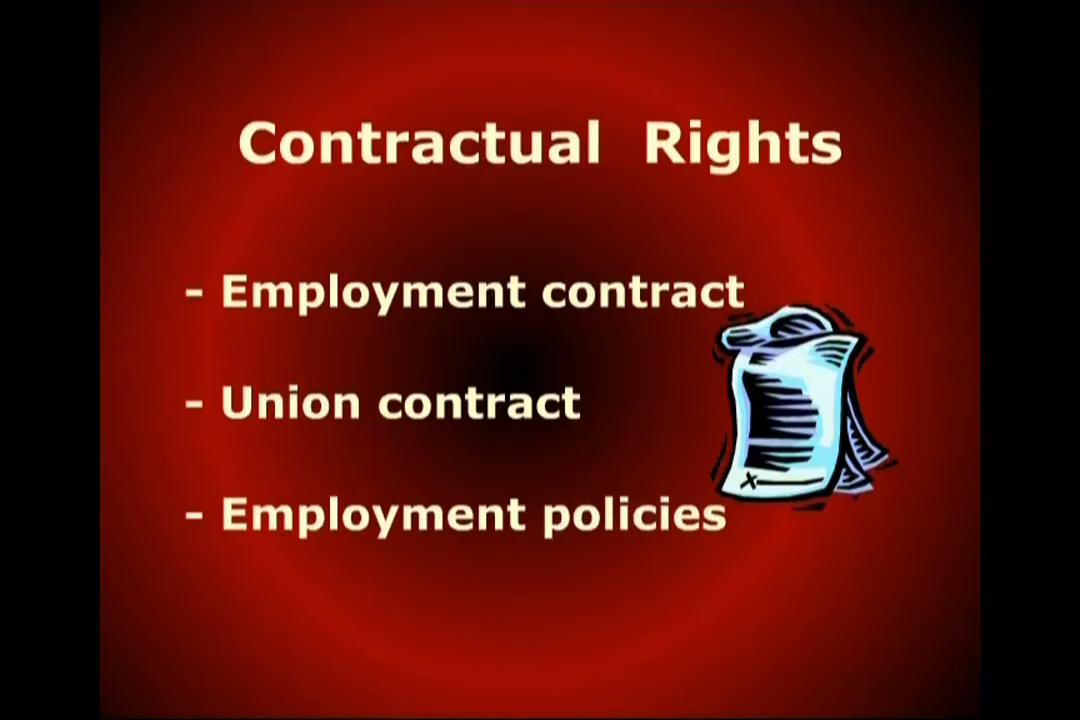 Contractual Rights
- Employment contract
- Union contract
- Employment policies
x